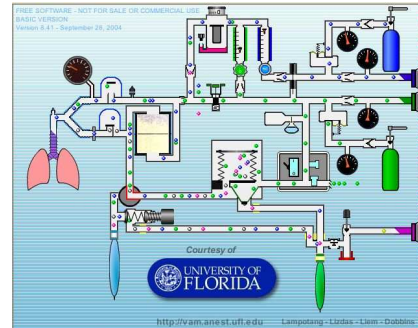 FREE SOFTWARE - NOT FOR SALE OR COMMERCIAL USE
BASIC VERSION
Version 8.41 - September 29, 2004
Courtesy of
UNIVERSITY OF
FLORIDA
http://vam.anest.ufl.edu Lampotang - Lizdas - Liem - Dobbins